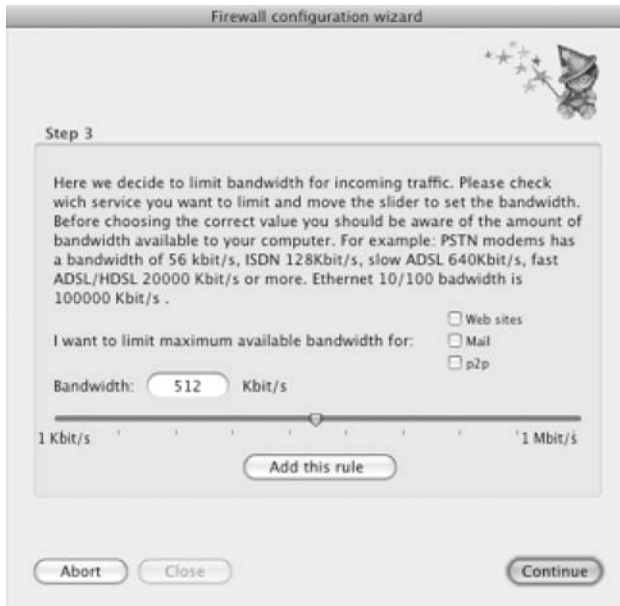 Firewall configuration wizard
Step 3
Here we decide to limit bandwidth for incoming traffic. Please check
wich service you want to limit and move the slider to set the bandwidth.
Before choosing the correct value you should be aware of the amount of
bandwidth available to your computer. For example: PSTN modems has
a bandwidth of 56 kbit/s, ISDN 128Kbit/s, slow ADSL 640Kbit/s, fast
ADSL/HDSL 20000 Kbit/s or more. Ethernet 10/100 badwidth is
100000 Kbit/s .
Web sites
I want to limit maximum available bandwidth for: Mail
p2p
Bandwidth: 512 Kbit/s
1 Kbit/s 1 Mbit/s
Add this rule
Abort Close Continue